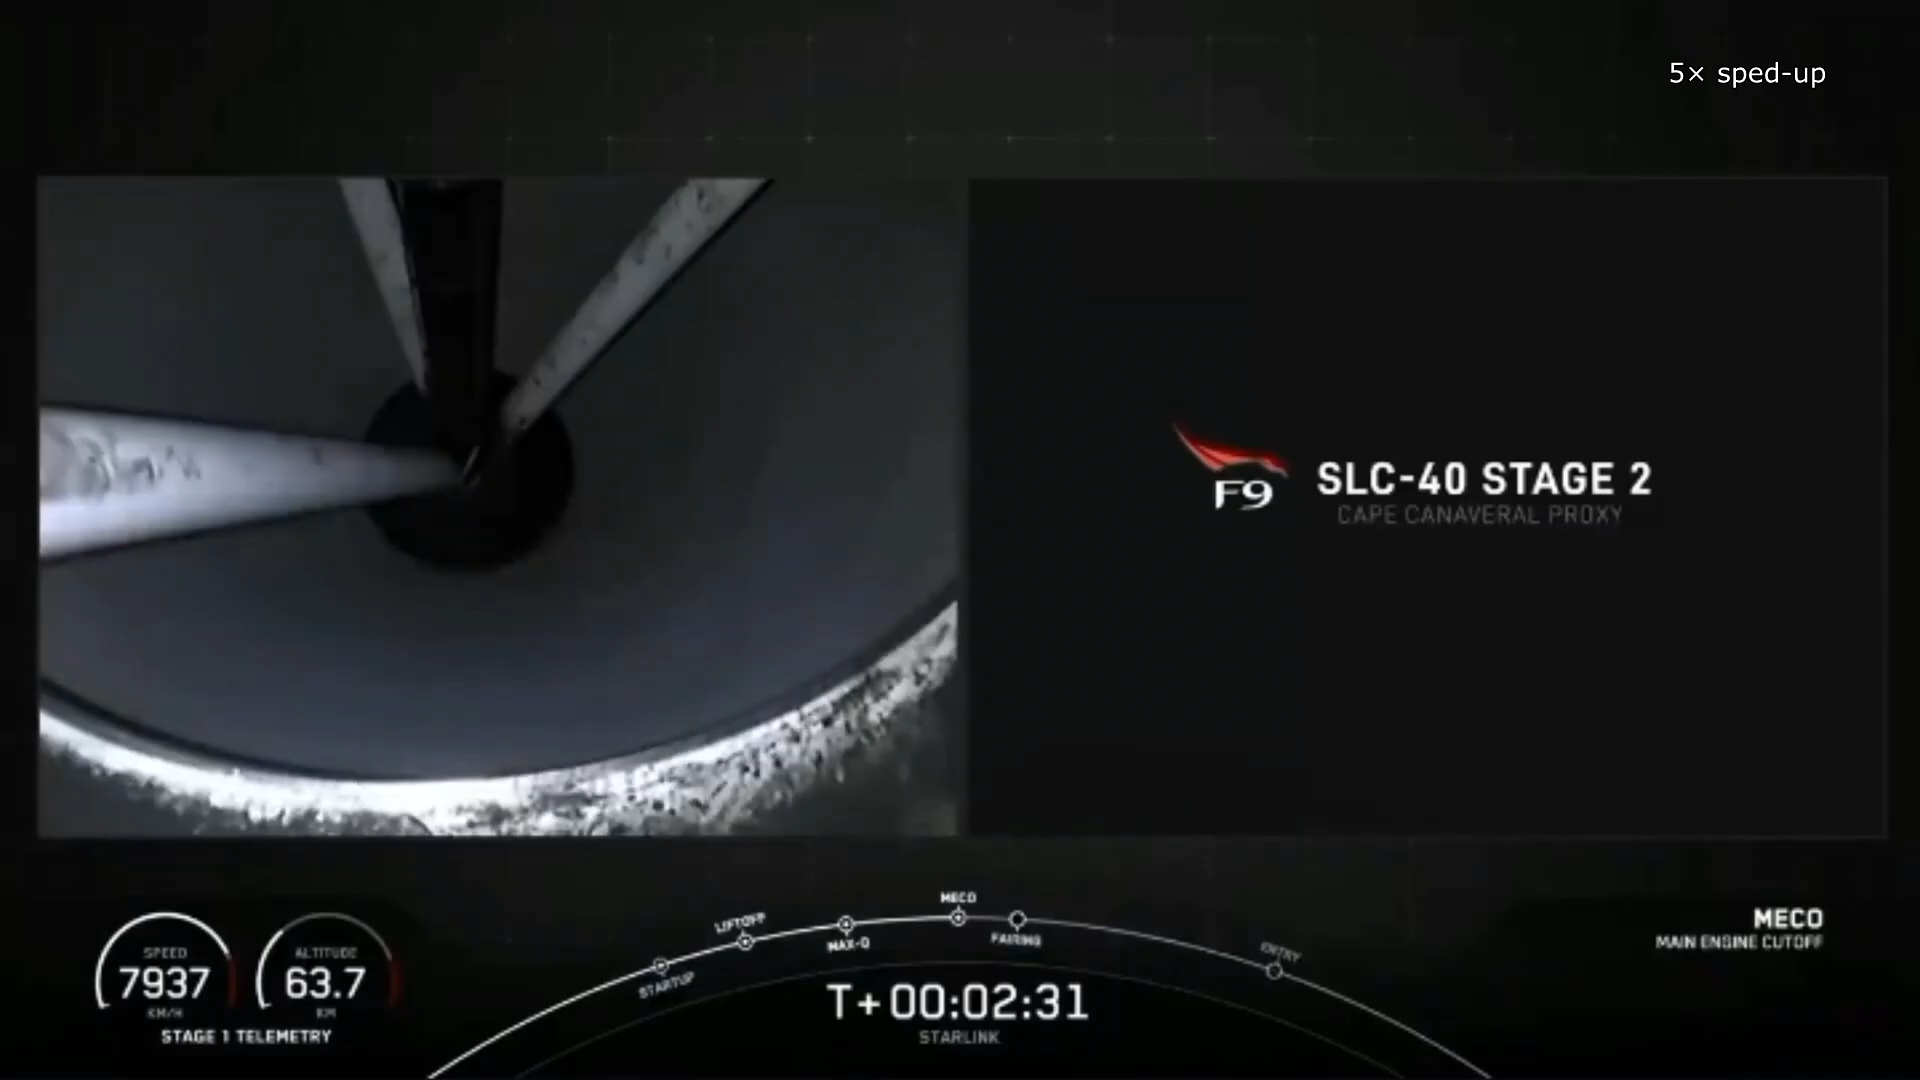 5× sped-up
F9
SLC-40 STAGE 2
CAPE CANAVERAL PROXY
SPEED
7937
KM/H
ALTITUDE
63.7
KM
STAGE 1 TELEMETRY
STARTUP
LIFTOFF
MAX-Q
MECO
FAIRING
ENTRY
T+00:02:31
STARLINK
MECO
MAIN ENGINE CUTOFF